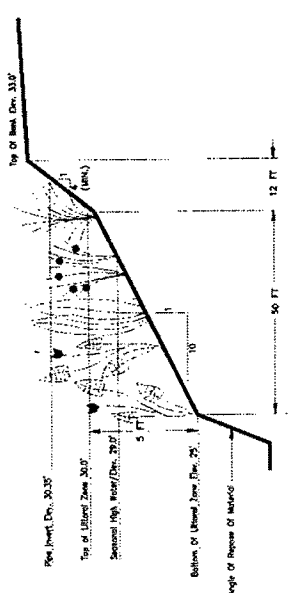 Top Of Bank Elev. 33.0'
1
(MIN.)
12 FT
50 FT
1
10
5 FT
Pipe Invert Elev. 30.35'
Top of Littoral Zone 30.0'
Seasonal High Water/Elev. 29.0'
Bottom Of Littoral Zone Elev. 25'
Angle Of Repose Of Material